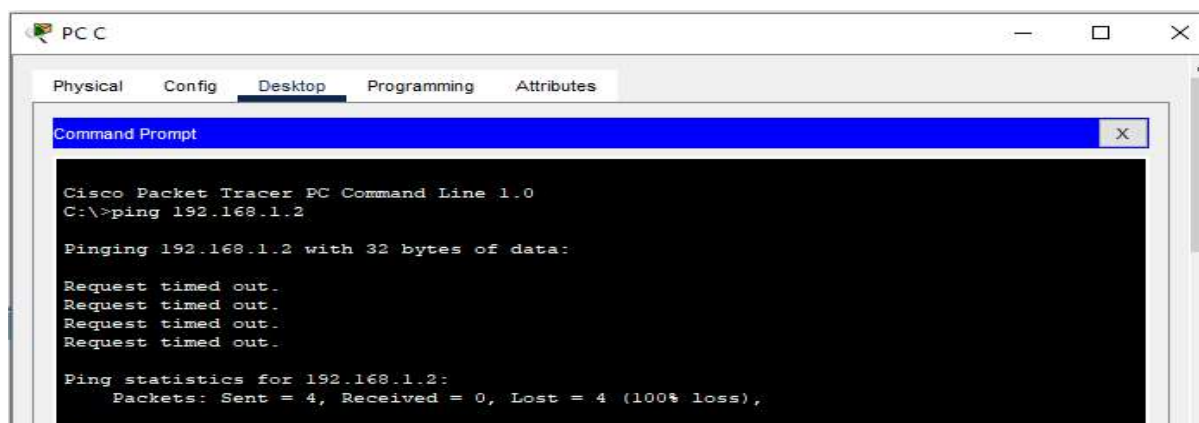 PC C
Physical Config Desktop Programming Attributes
Command Prompt
X
Cisco Packet Tracer PC Command Line 1.0
C:\>ping 192.168.1.2
Pinging 192.168.1.2 with 32 bytes of data:
Request timed out.
Request timed out.
Request timed out.
Request timed out.
Ping statistics for 192.168.1.2:
Packets: Sent = 4, Received = 0, Lost = 4 (100% loss),